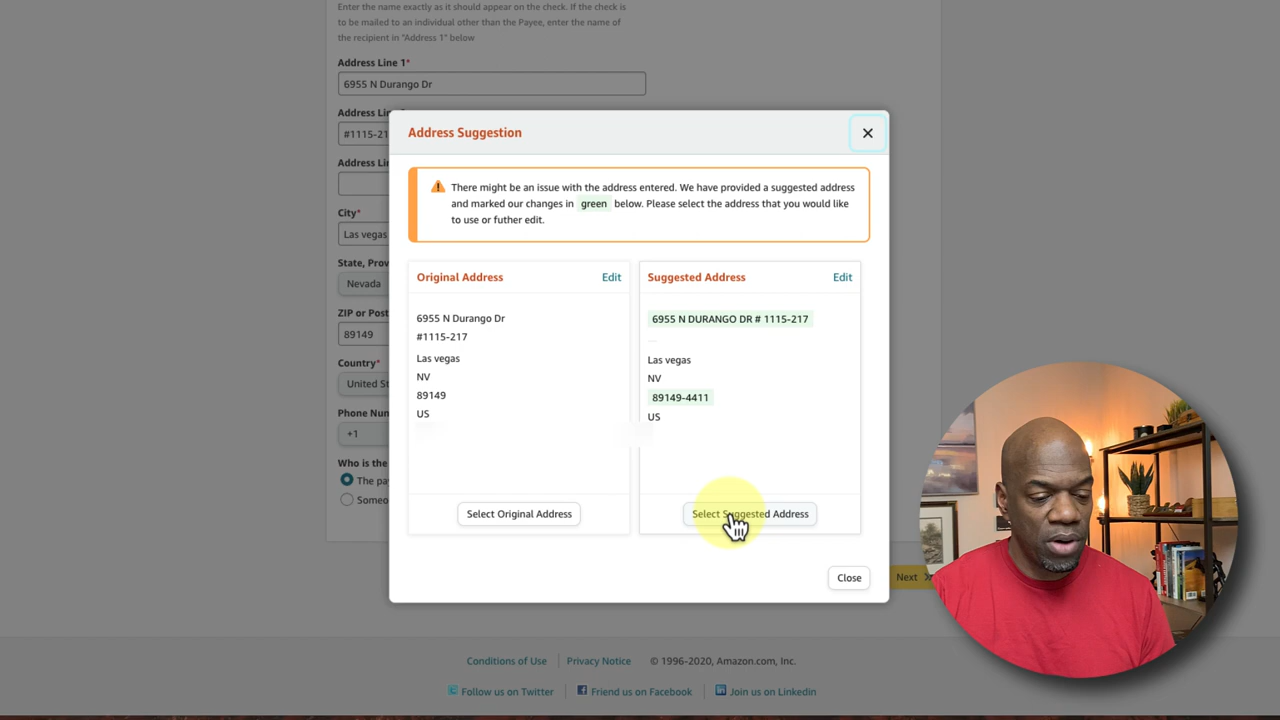 Enter the name exactly as it should appear on the check. If the check is
to be mailed to an individual other than the Payee, enter the name of
the recipient in "Address 1" below
Address Line 1*
6955 N Durango Dr
Address Lin
#1115-21
Address Lin
City*
Las vegas
State, Prov
Nevada
ZIP or Post
89149
Country*
United St
Phone Num
+1
Who is the
The pa
Someo
Address Suggestion
There might be an issue with the address entered. We have provided a suggested address
and marked our changes in green below. Please select the address that you would like
to use or futher edit.
Original Address Edit
6955 N Durango Dr
#1115-217
Las vegas
NV
89149
US
Select Original Address
Suggested Address Edit
6955 N DURANGO DR # 1115-217
Las vegas
NV
89149-4411
US
Select Suggested Address
Close
Next
Conditions of Use Privacy Notice © 1996-2020, Amazon.com, Inc.
Follow us on Twitter Friend us on Facebook Join us on Linkedin